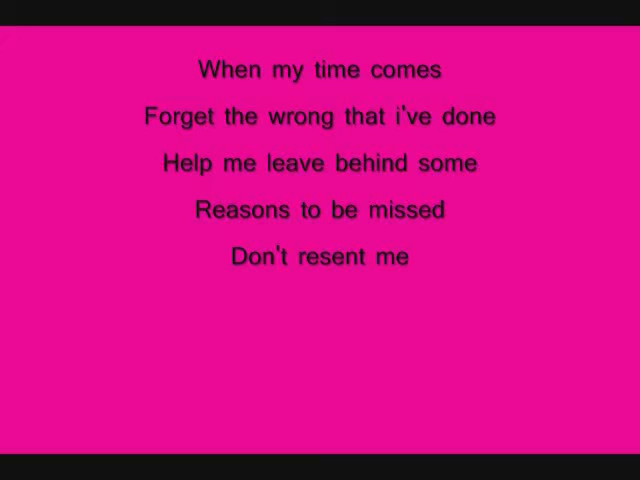 When my time comes
Forget the wrong that i've done
Help me leave behind some
Reasons to be missed
Don't resent me